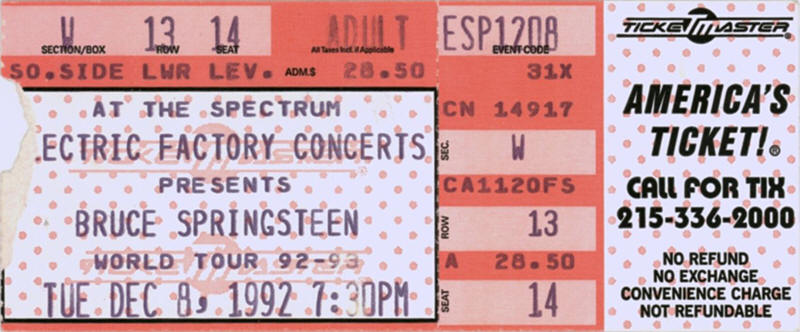 W 13 14 ADULT
SECTION/BOX ROW SEAT All Taxes Incl. if Applicable
SO.SIDE LWR LEV. ADM.$ 28.50
AT THE SPECTRUM
LECTRIC FACTORY CONCERTS
PRESENTS
BRUCE SPRINGSTEEN
WORLD TOUR 92-93
TUE DEC 8, 1992 7:30PM
TICKETMASTER
TICKETMASTER
ESP1208
EVENT CODE
31X
CN 14917
SEC. W
CA1120FS
ROW 13
A 28.50
SEAT 14
TICKETMASTER
AMERICA'S
TICKET!®
CALL FOR TIX
215-336-2000
NO REFUND
NO EXCHANGE
CONVENIENCE CHARGE
NOT REFUNDABLE